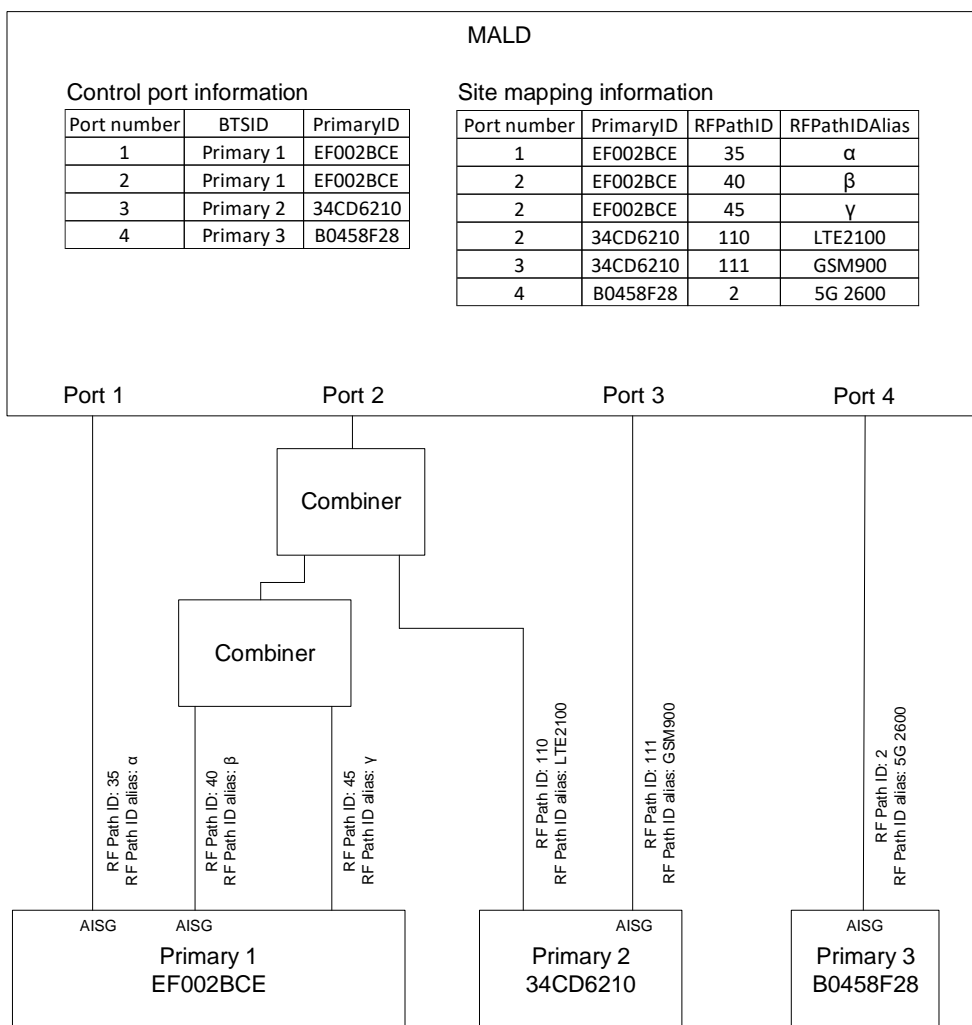 MALD
Control port information
Port number BTSID PrimaryID
1 Primary 1 EF002BCE
2 Primary 1 EF002BCE
3 Primary 2 34CD6210
4 Primary 3 B0458F28
Site mapping information
Port number PrimaryID RFPathID RFPathIDAlias
1 EF002BCE 35 α
2 EF002BCE 40 β
2 EF002BCE 45 γ
2 34CD6210 110 LTE2100
3 34CD6210 111 GSM900
4 B0458F28 2 5G 2600
Port 1
Port 2
Port 3
Port 4
Combiner
Combiner
RF Path ID: 35
RF Path ID alias: α
RF Path ID: 40
RF Path ID alias: β
RF Path ID: 45
RF Path ID alias: γ
RF Path ID: 110
RF Path ID alias: LTE2100
RF Path ID: 111
RF Path ID alias: GSM900
RF Path ID: 2
RF Path ID alias: 5G 2600
AISG
AISG
Primary 1
EF002BCE
AISG
Primary 2
34CD6210
AISG
Primary 3
B0458F28